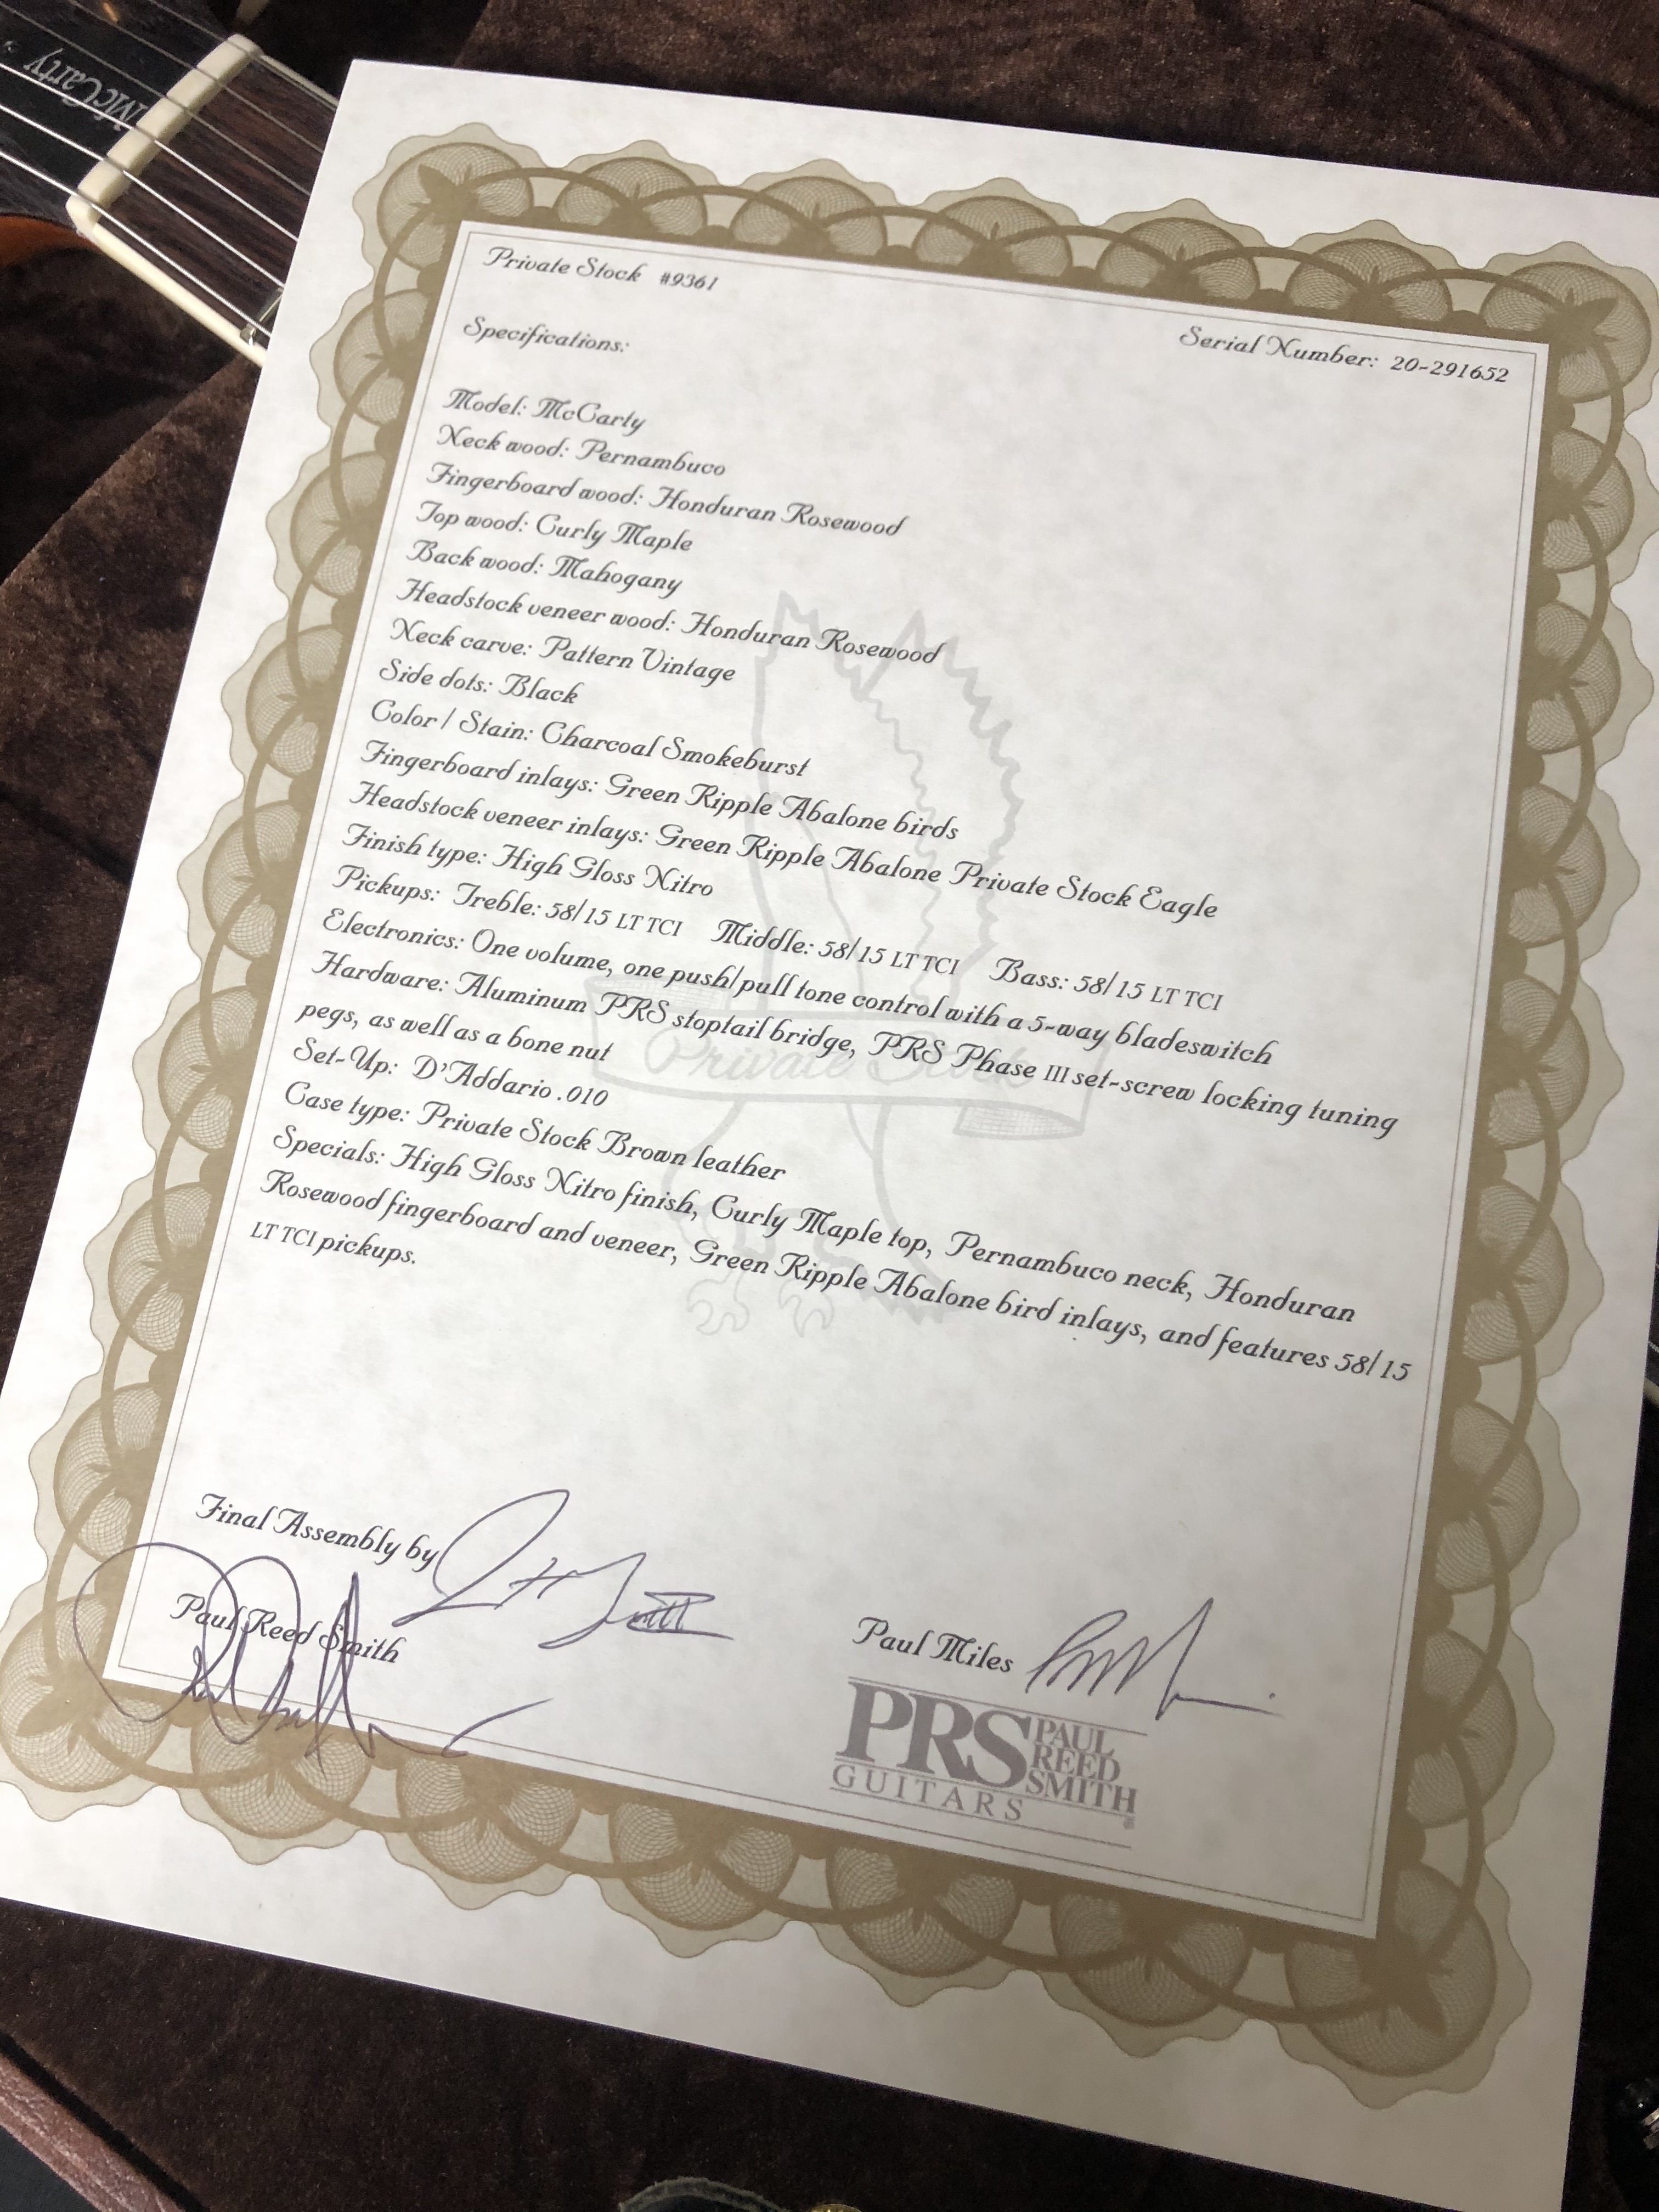 McCarty
Private Stock #9361
Serial Number: 20-291652
Specifications:
Model: McCarty
Neck wood: Pernambuco
Fingerboard wood: Honduran Rosewood
Top wood: Curly Maple
Back wood: Mahogany
Headstock veneer wood: Honduran Rosewood
Neck carve: Pattern Vintage
Side dots: Black
Color / Stain: Charcoal Smokeburst
Fingerboard inlays: Green Ripple Abalone birds
Headstock veneer inlays: Green Ripple Abalone Private Stock Eagle
Finish type: High Gloss Nitro
Pickups: Treble: 58/15 LT TCI Middle: 58/15 LT TCI Bass: 58/15 LT TCI
Electronics: One volume, one push/pull tone control with a 5-way bladeswitch
Hardware: Aluminum PRS stoptail bridge, PRS Phase III set-screw locking tuning
pegs, as well as a bone nut
Set-Up: D'Addario .010
Case type: Private Stock Brown leather
Specials: High Gloss Nitro finish, Curly Maple top, Pernambuco neck, Honduran
Rosewood fingerboard and veneer, Green Ripple Abalone bird inlays, and features 58/15
LT TCI pickups.
Private Stock
Final Assembly by
Paul Reed Smith
Paul Miles
PRS PAUL
REED
SMITH
GUITARS